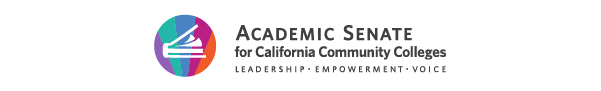 ACADEMIC SENATE
for California Community Colleges
LEADERSHIP · EMPOWERMENT · VOICE